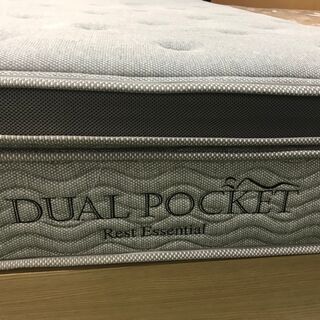 DUAL POCKET
Rest Essential